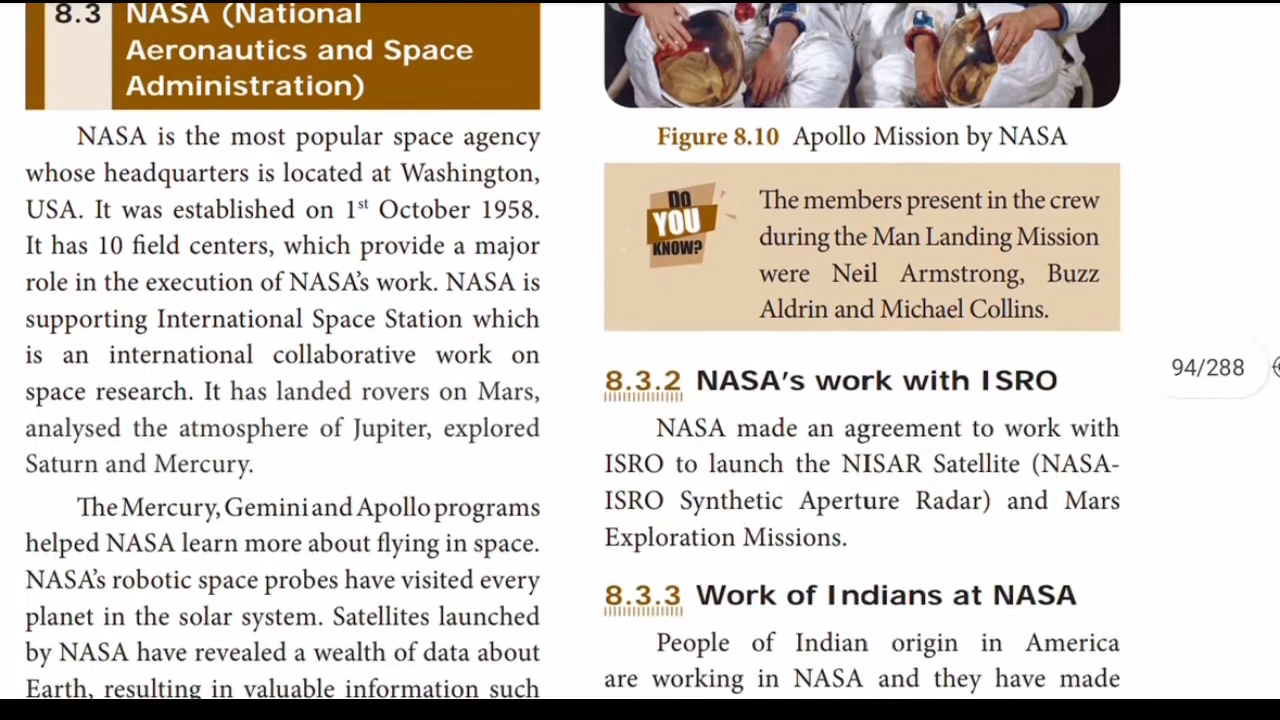 8.3 NASA (National
Aeronautics and Space
Administration)
NASA is the most popular space agency
whose headquarters is located at Washington,
USA. It was established on 1st October 1958.
It has 10 field centers, which provide a major
role in the execution of NASA's work. NASA is
supporting International Space Station which
is an international collaborative work on
space research. It has landed rovers on Mars,
analysed the atmosphere of Jupiter, explored
Saturn and Mercury.
The Mercury, Gemini and Apollo programs
helped NASA learn more about flying in space.
NASA's robotic space probes have visited every
planet in the solar system. Satellites launched
by NASA have revealed a wealth of data about
Earth, resulting in valuable information such
Figure 8.10 Apollo Mission by NASA
DO
YOU
KNOW?
The members present in the crew
during the Man Landing Mission
were Neil Armstrong, Buzz
Aldrin and Michael Collins.
8.3.2 NASA's work with ISRO
NASA made an agreement to work with
ISRO to launch the NISAR Satellite (NASA-
ISRO Synthetic Aperture Radar) and Mars
Exploration Missions.
8.3.3 Work of Indians at NASA
People of Indian origin in America
are working in NASA and they have made
94/288